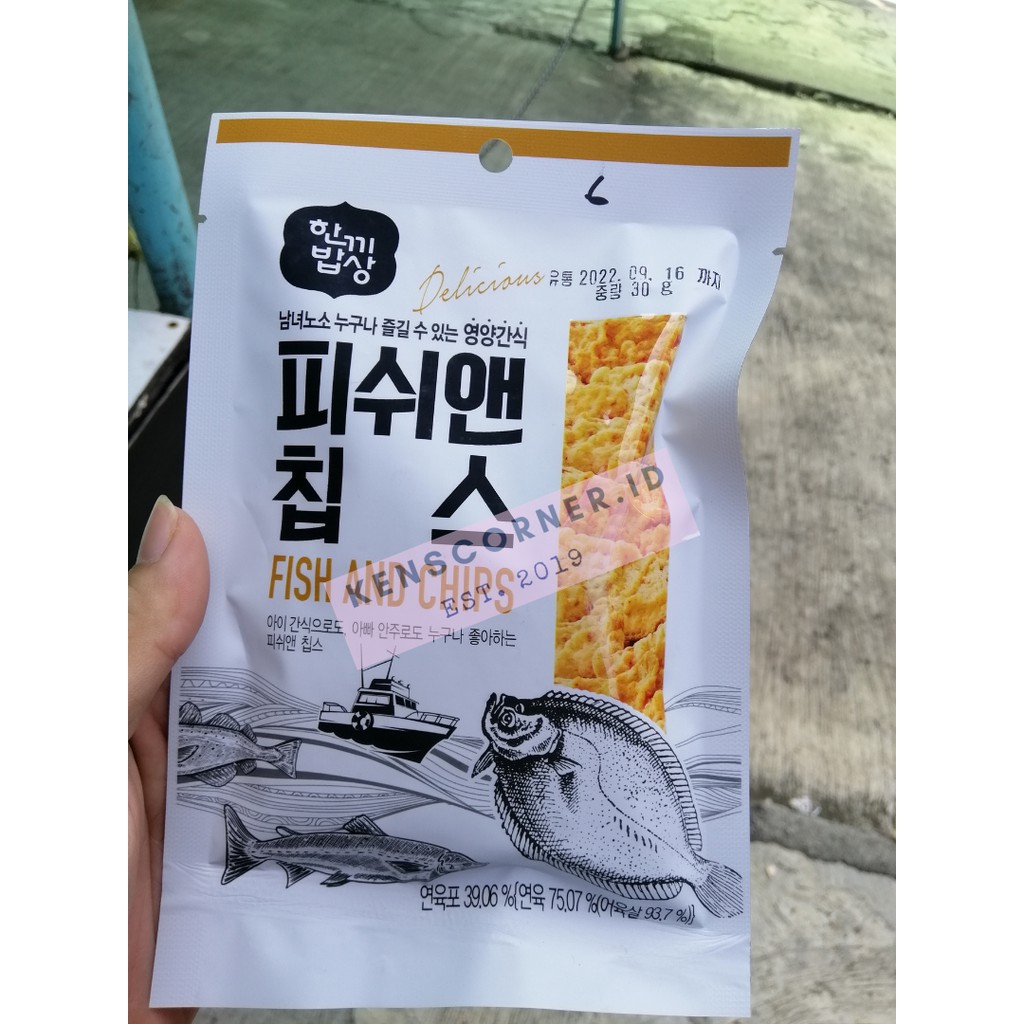 한끼
밥상
Delicious
유통 2022. 09. 16 까지
중량 30 g
남녀노소 누구나 즐길 수 있는 영양간식
피쉬앤
칩 스
FISH AND CHIPS
KENSCORNER.ID
EST. 2019
아이 간식으로도, 아빠 안주로도 누구나 좋아하는
피쉬앤 칩스
연육포 39.06 %{연육 75.07 %(어육살 93.7 %)}